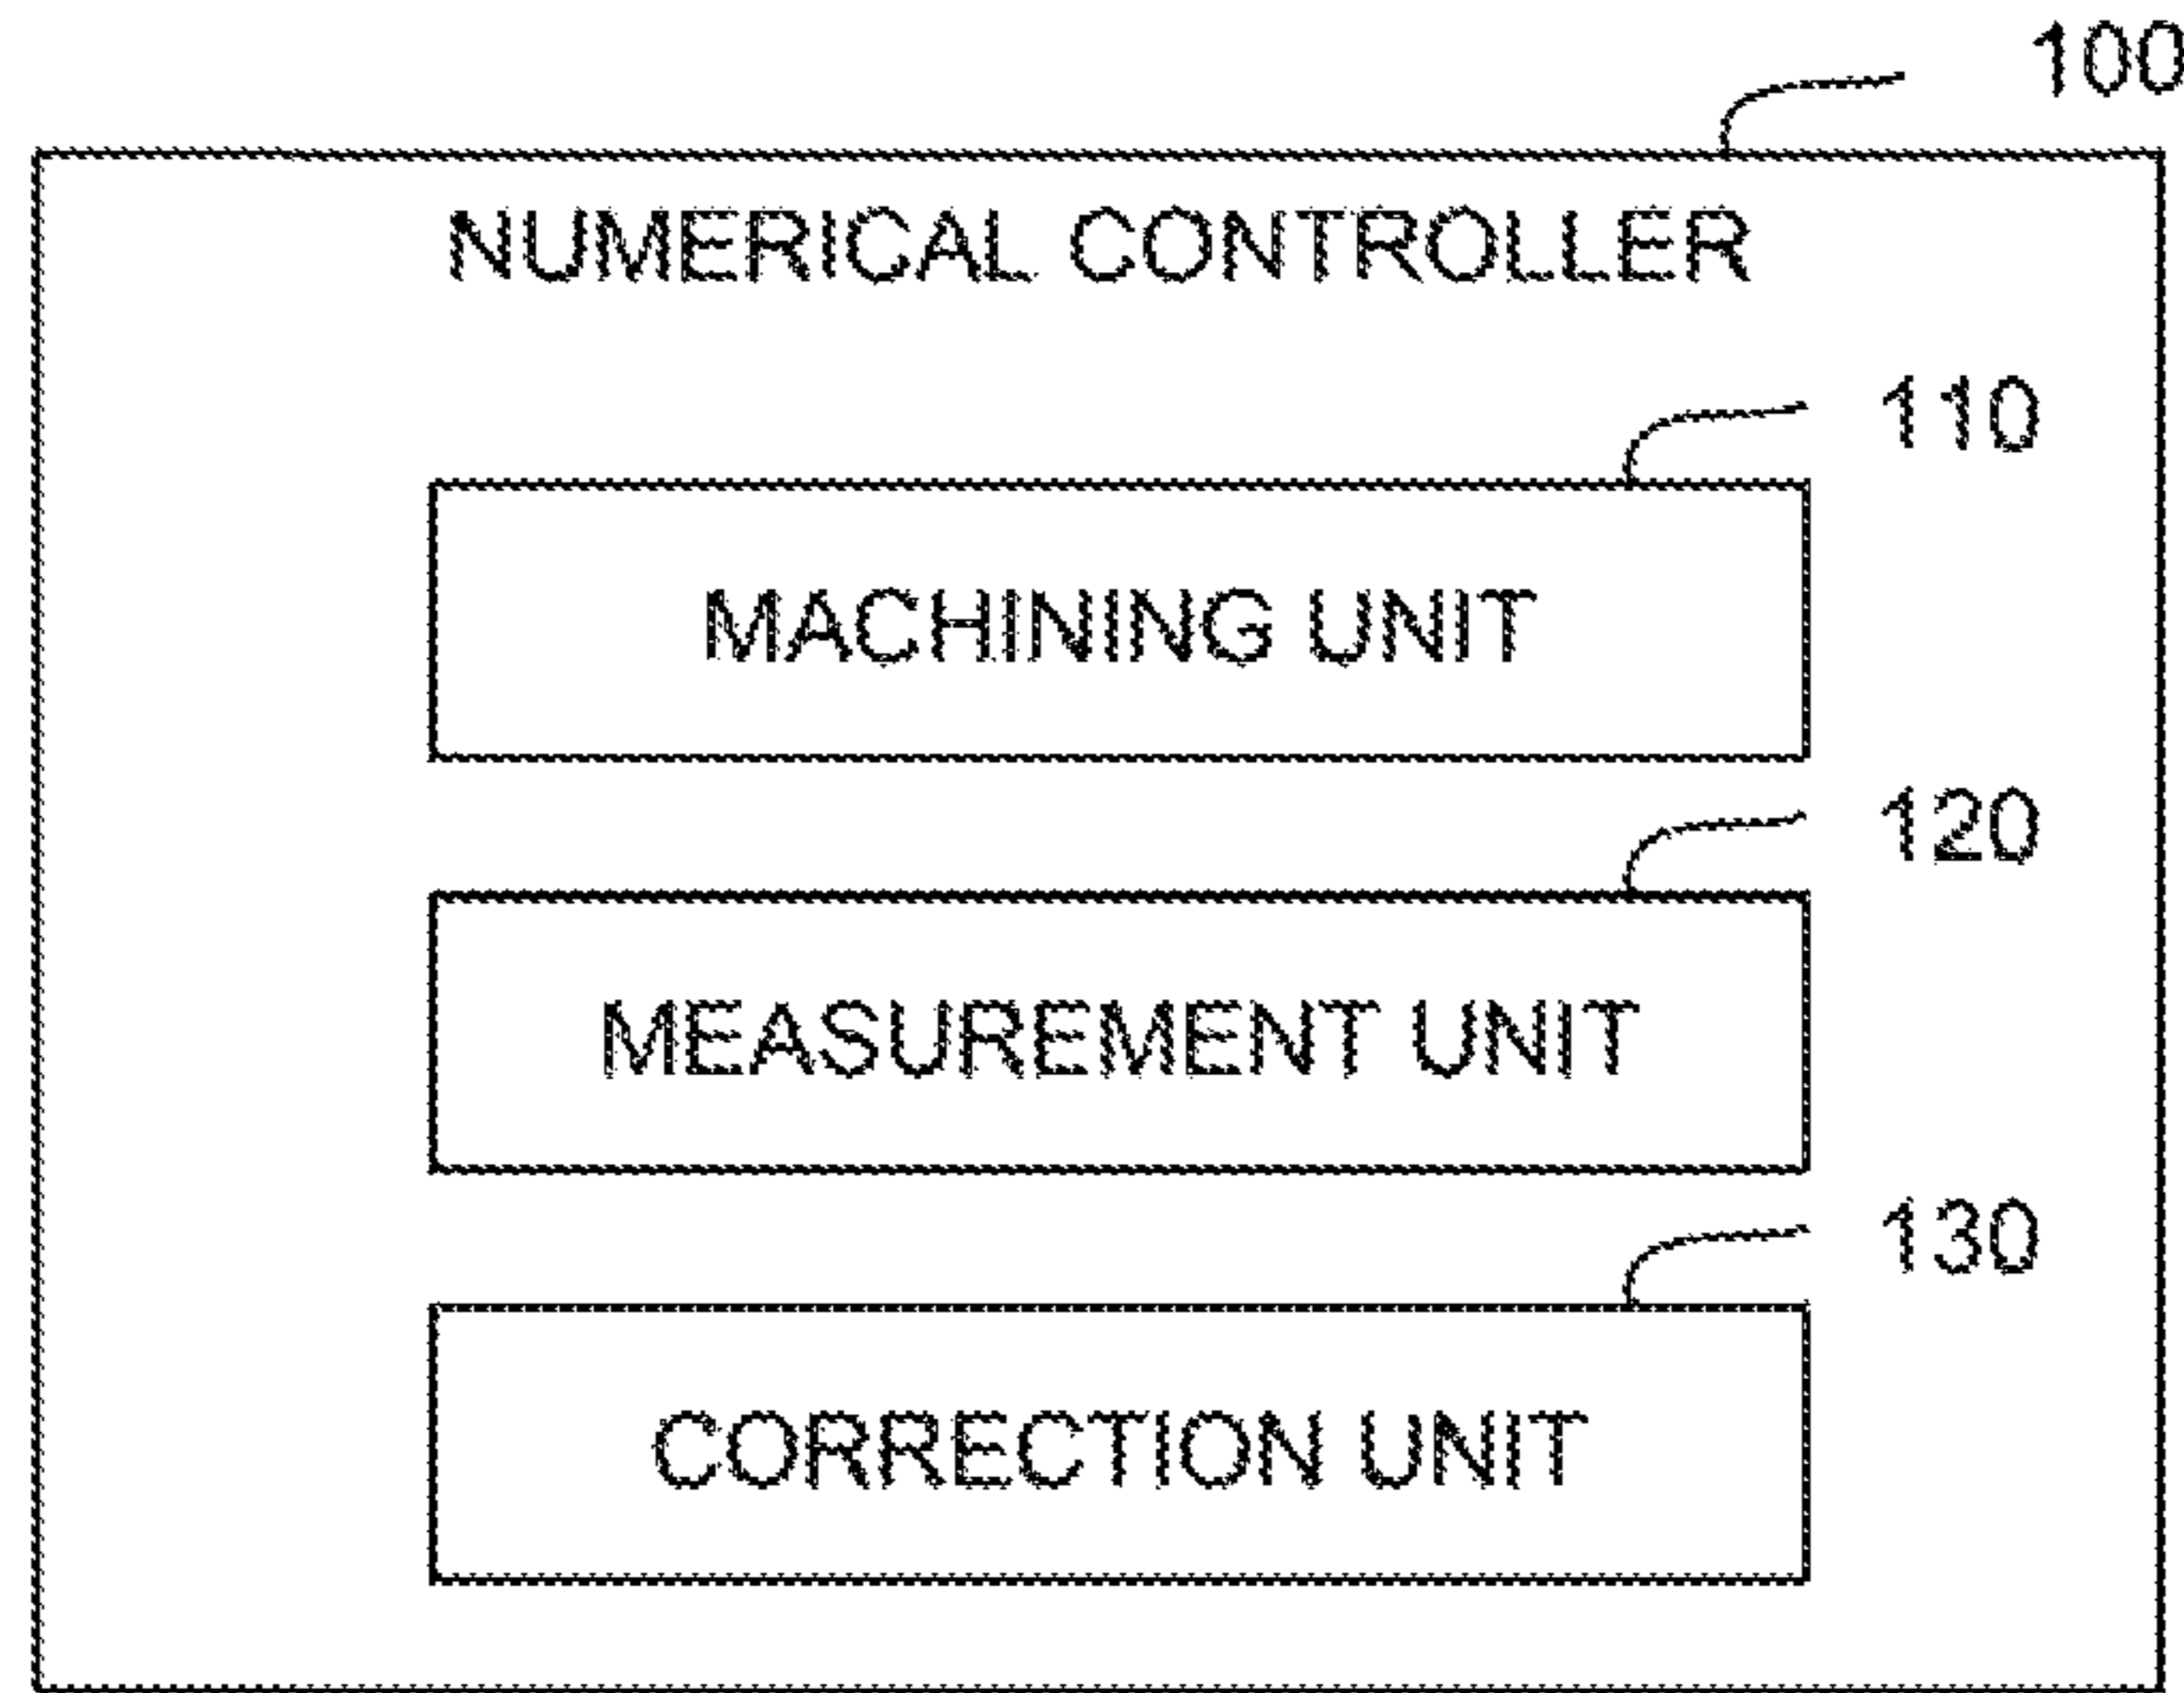 100
NUMERICAL CONTROLLER
110
MACHINING UNIT
120
MEASUREMENT UNIT
130
CORRECTION UNIT